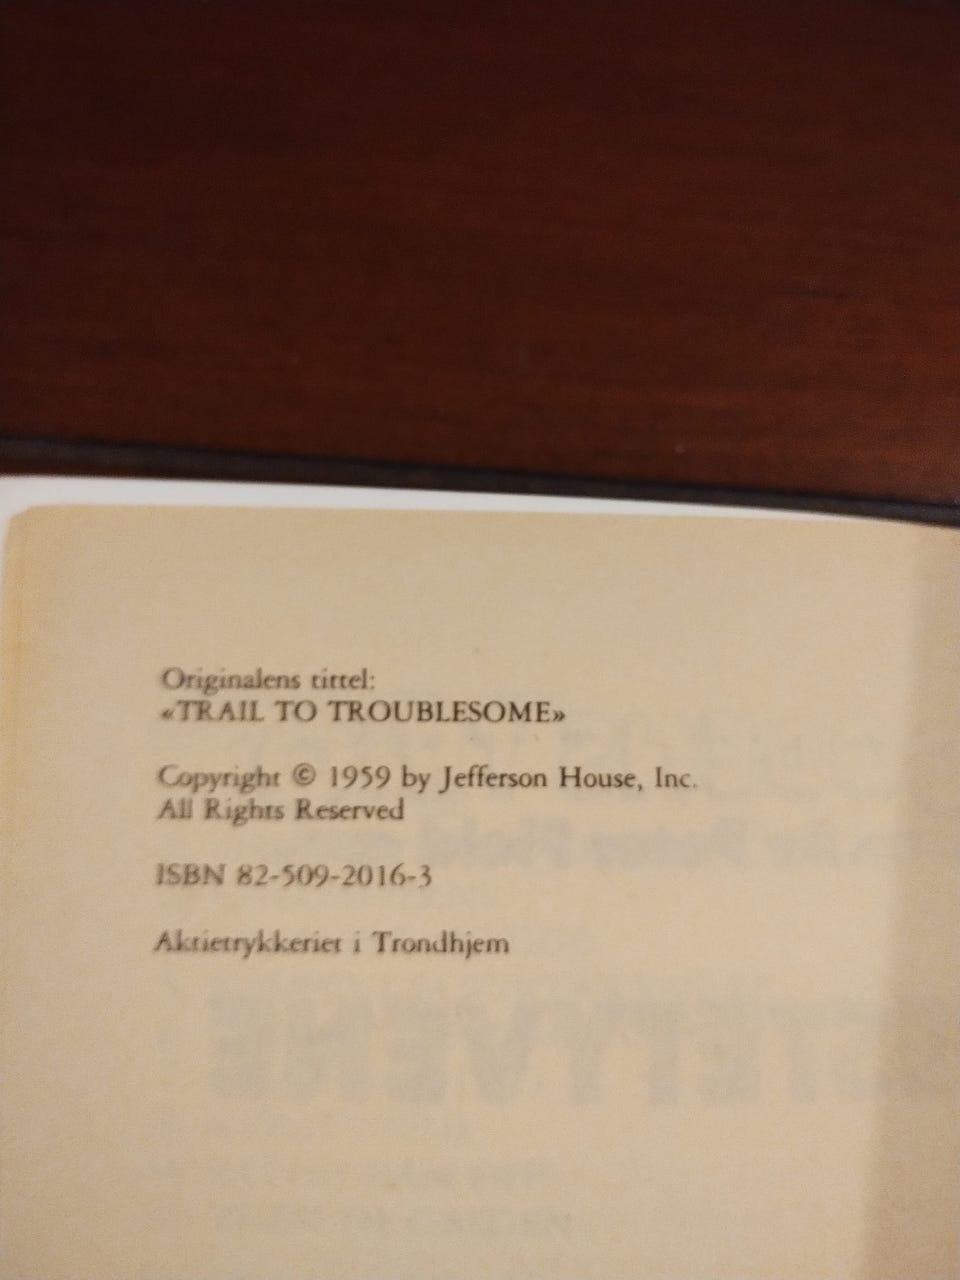 Originalens tittel:
«TRAIL TO TROUBLESOME»
Copyright © 1959 by Jefferson House, Inc.
All Rights Reserved
ISBN 82-509-2016-3
Aktietrykkeriet i Trondhjem